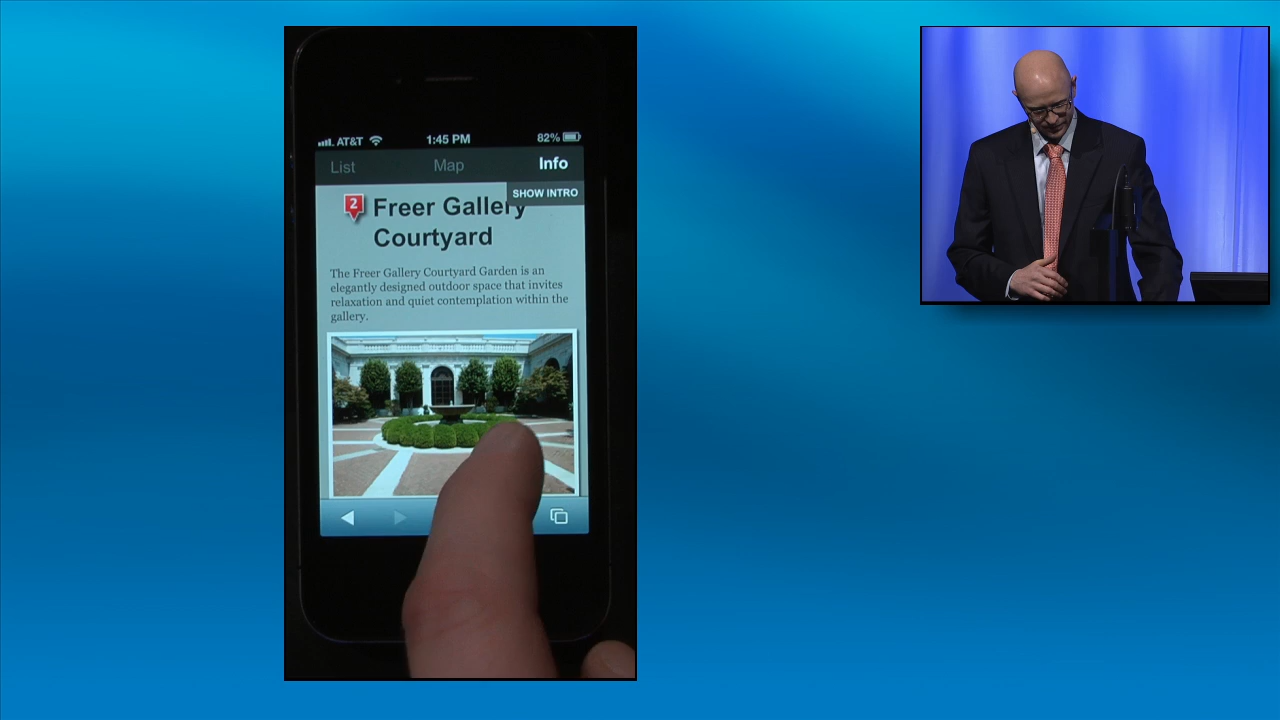 AT&T 1:45 PM 82%
List Map Info
SHOW INTRO
2 Freer Gallery
Courtyard
The Freer Gallery Courtyard Garden is an
elegantly designed outdoor space that invites
relaxation and quiet contemplation within the
gallery.